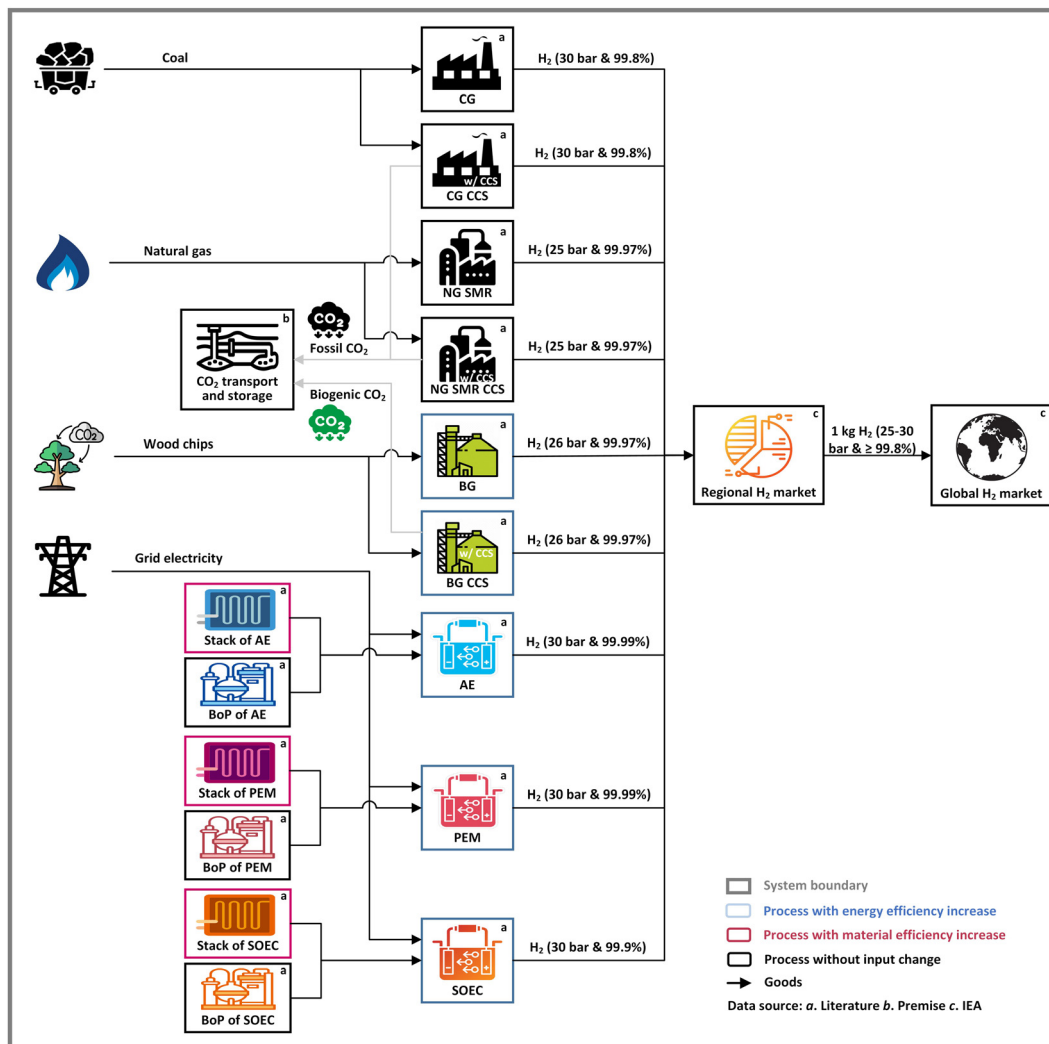 Coal
a
CG
H₂ (30 bar & 99.8%)
a
w/ CCS
CG CCS
H₂ (30 bar & 99.8%)
Natural gas
a
NG SMR
H₂ (25 bar & 99.97%)
b
CO₂ transport
and storage
CO₂
Fossil CO₂
a
w/ CCS
NG SMR CCS
H₂ (25 bar & 99.97%)
Biogenic CO₂
CO₂
CO₂
Wood chips
a
BG
H₂ (26 bar & 99.97%)
c
Regional H₂ market
1 kg H₂ (25-30
bar & ≥ 99.8%)
c
Global H₂ market
a
w/ CCS
BG CCS
H₂ (26 bar & 99.97%)
Grid electricity
a
Stack of AE
a
BoP of AE
a
AE
H₂ (30 bar & 99.99%)
a
Stack of PEM
a
BoP of PEM
a
PEM
H₂ (30 bar & 99.99%)
a
Stack of SOEC
a
BoP of SOEC
a
SOEC
H₂ (30 bar & 99.9%)
System boundary
Process with energy efficiency increase
Process with material efficiency increase
Process without input change
Goods
Data source: a. Literature b. Premise c. IEA